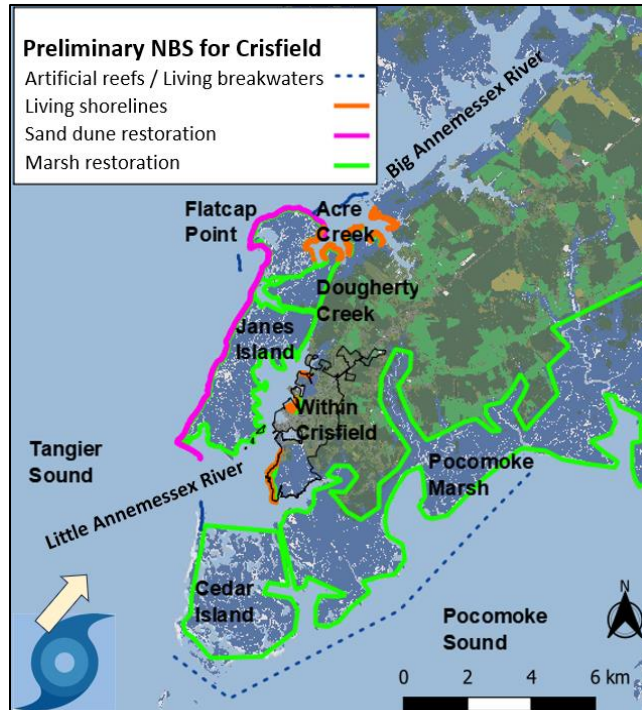 Preliminary NBS for Crisfield
Artificial reefs / Living breakwaters
Living shorelines
Sand dune restoration
Marsh restoration
Big Annemessex River
Flatcap
Point
Acre
Creek
Dougherty
Creek
Janes
Island
Within
Crisfield
Tangier
Sound
Little Annemessex River
Pocomoke
Marsh
Cedar
Island
Pocomoke
Sound
N
0 2 4 6 km